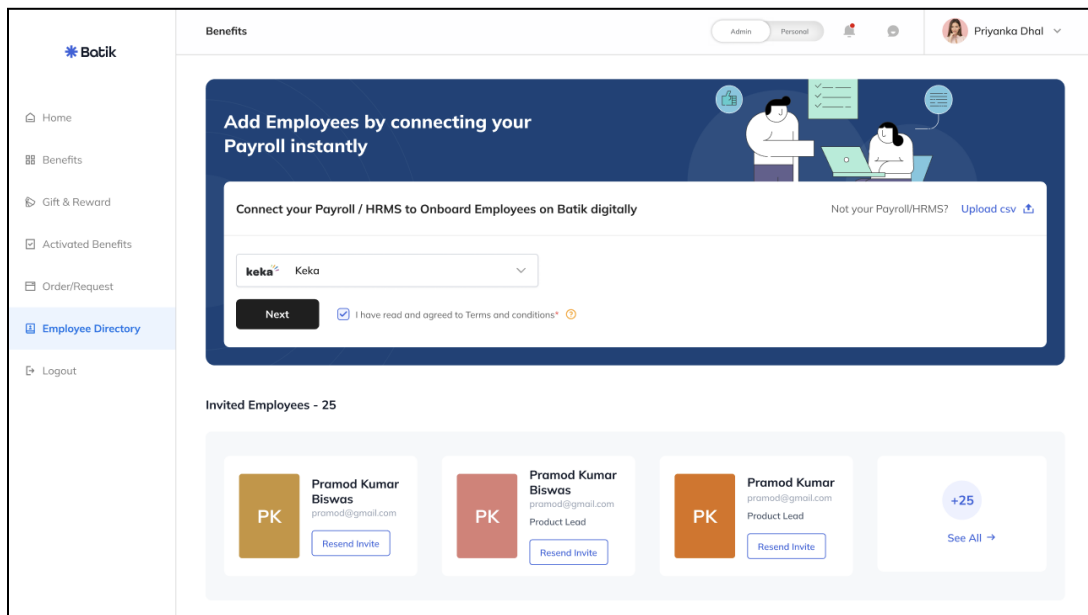 Batik
Home
Benefits
Gift & Reward
Activated Benefits
Order/Request
Employee Directory
Logout
Benefits
Admin
Personal
Priyanka Dhal
Add Employees by connecting your
Payroll instantly
Connect your Payroll / HRMS to Onboard Employees on Batik digitally
Not your Payroll/HRMS? Upload csv
keka Keka
Next
I have read and agreed to Terms and conditions* ?
Invited Employees - 25
PK
Pramod Kumar
Biswas
pramod@gmail.com
Resend Invite
PK
Pramod Kumar
Biswas
pramod@gmail.com
Product Lead
Resend Invite
PK
Pramod Kumar
pramod@gmail.com
Product Lead
Resend Invite
+25
See All →